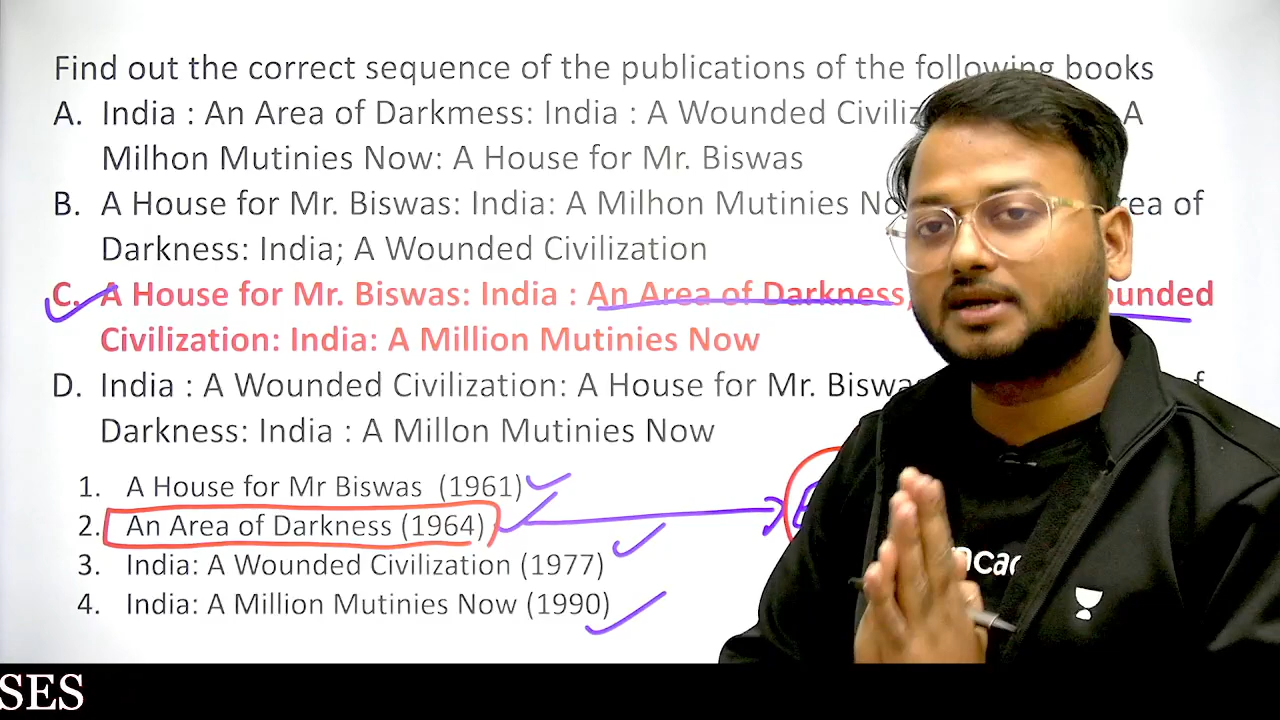 Find out the correct sequence of the publications of the following books
A. India : An Area of Darkmess: India : A Wounded A
Milhon Mutinies Now: A House for Mr. Biswas
B. A House for Mr. Biswas: India: A Milhon Mutinies of
Darkness: India; A Wounded Civilization
C. A House for Mr. Biswas: India : An Area of Darkness,
Civilization: India: A Million Mutinies Now
D. India : A Wounded Civilization: A House for Mr.
Darkness: India : A Millon Mutinies Now
1. A House for Mr Biswas (1961)
2. An Area of Darkness (1964)
3. India: A Wounded Civilization (1977)
4. India: A Million Mutinies Now (1990)
SES